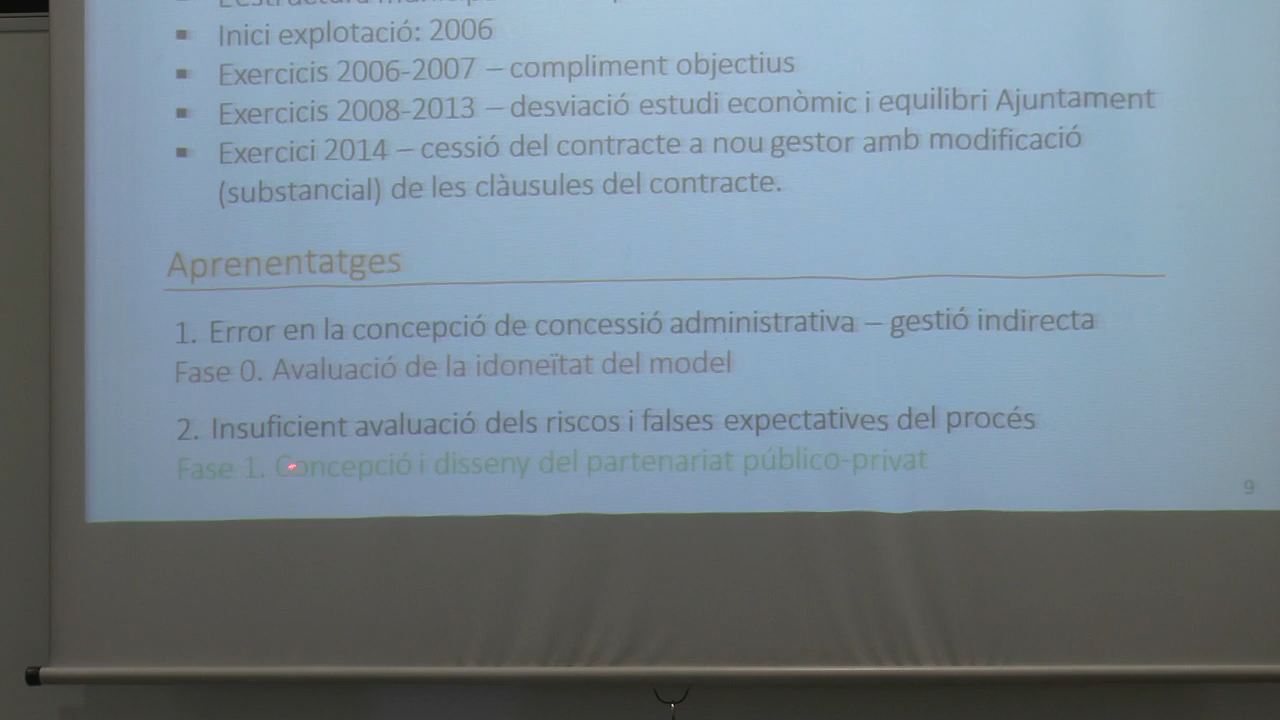 ▪ Inici explotació: 2006
▪ Exercicis 2006-2007 – compliment objectius
▪ Exercicis 2008-2013 – desviació estudi econòmic i equilibri Ajuntament
▪ Exercici 2014 – cessió del contracte a nou gestor amb modificació
(substancial) de les clàusules del contracte.
Aprenentatges
1. Error en la concepció de concessió administrativa – gestió indirecta
Fase 0. Avaluació de la idoneïtat del model
2. Insuficient avaluació dels riscos i falses expectatives del procés
Fase 1. Concepció i disseny del partenariat público-privat
9